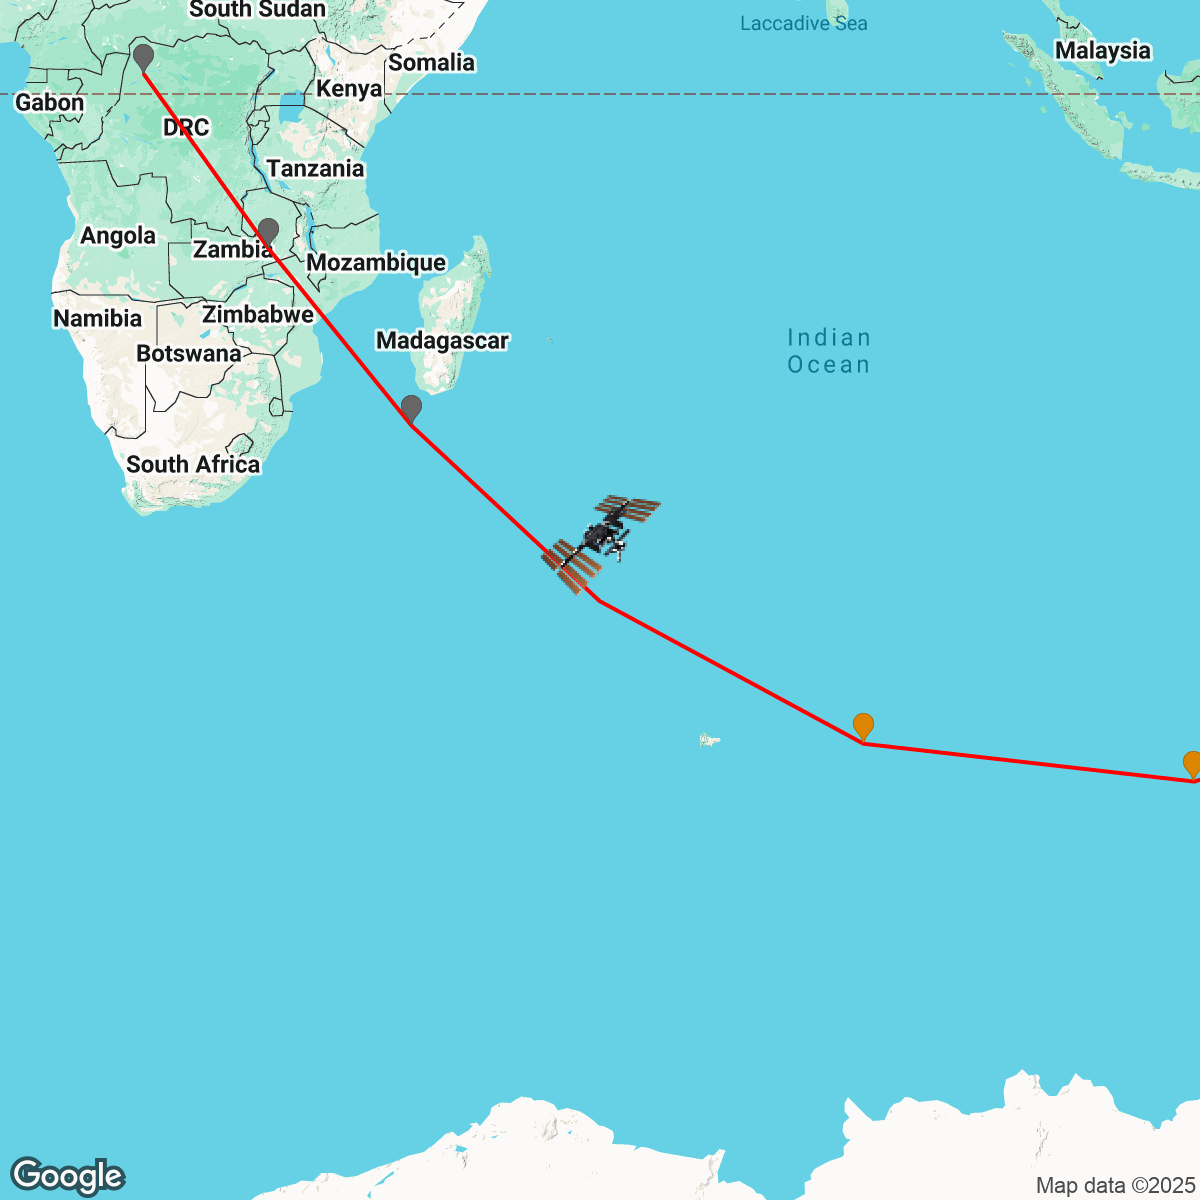 South Sudan
Laccadive Sea
Malaysia
Somalia
Kenya
Gabon
DRC
Tanzania
Angola
Zambia
Mozambique
Namibia
Zimbabwe
Madagascar
Botswana
Indian
Ocean
South Africa
Google
Map data ©2025